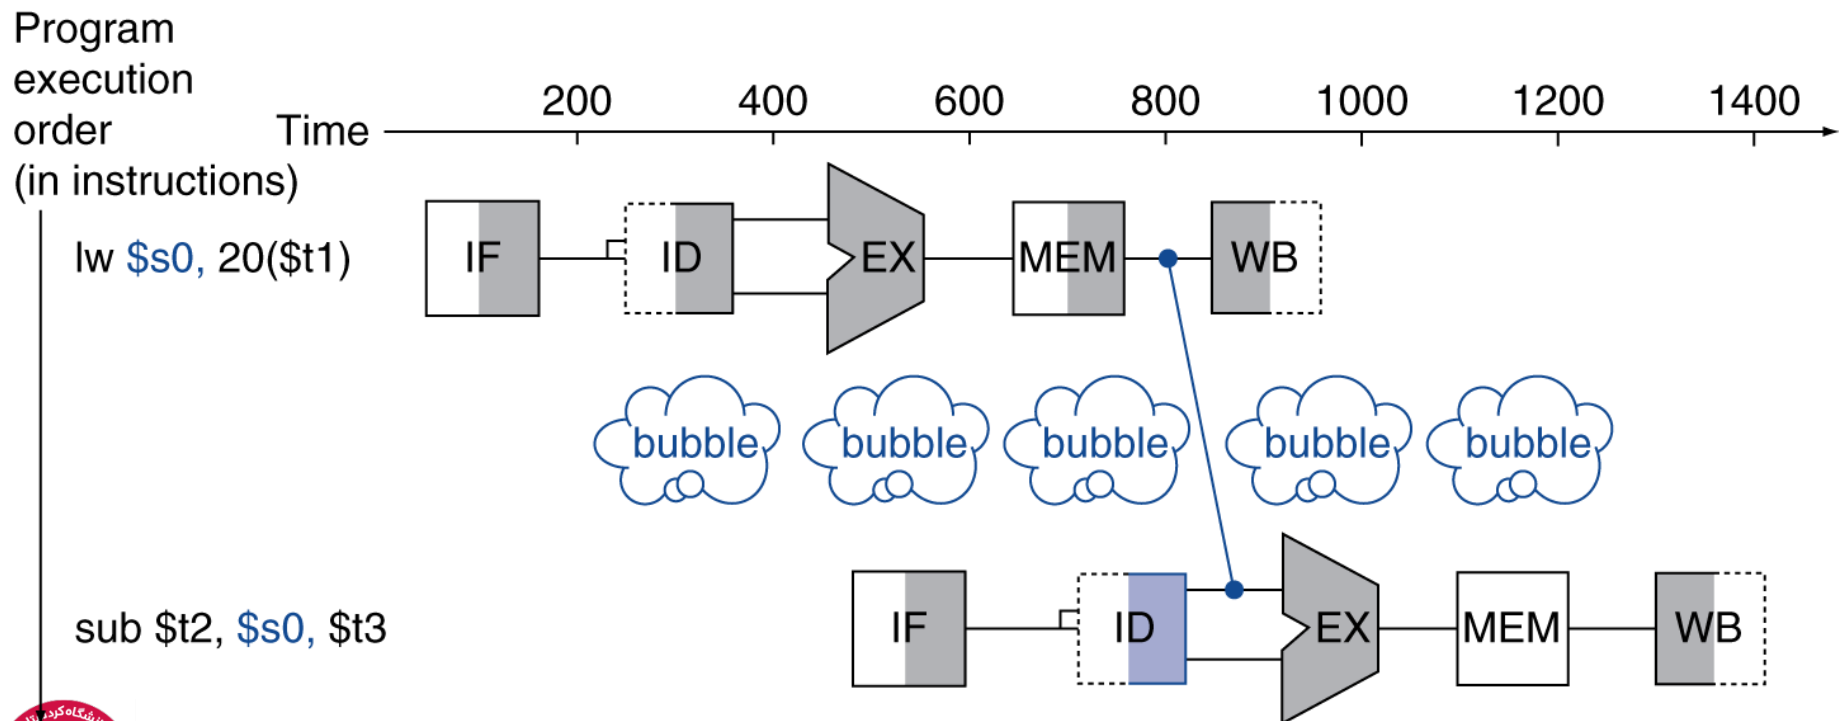 Program
execution
order
(in instructions)
Time
200 400 600 800 1000 1200 1400
lw $s0, 20($t1)
IF ID EX MEM WB
bubble bubble bubble bubble bubble
sub $t2, $s0, $t3
IF ID EX MEM WB